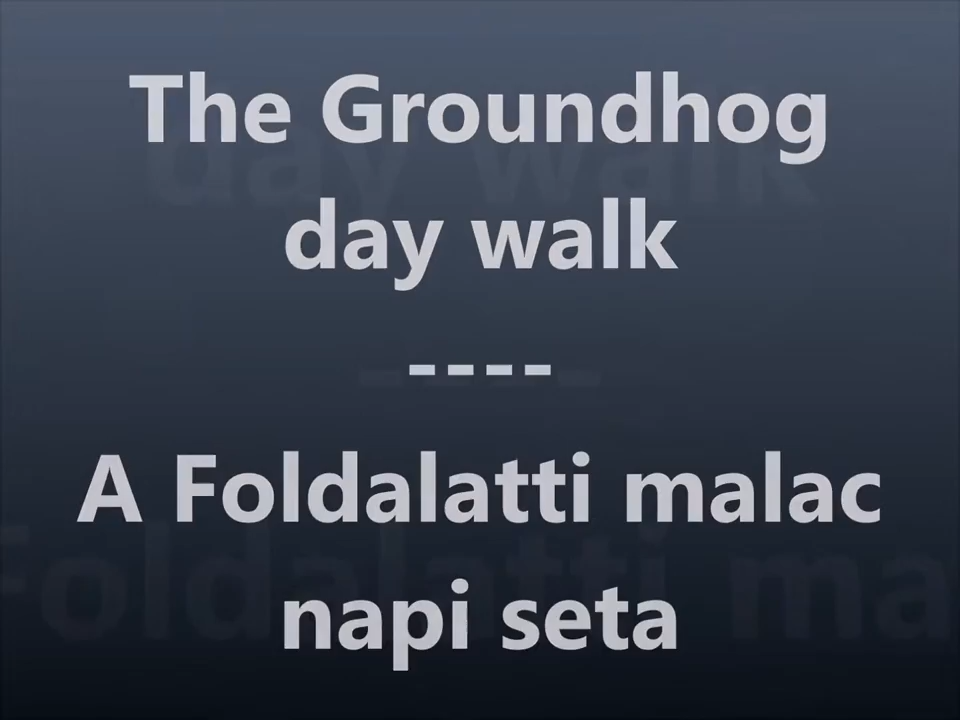 The Groundhog
day walk
----
A Foldalatti malac
napi seta